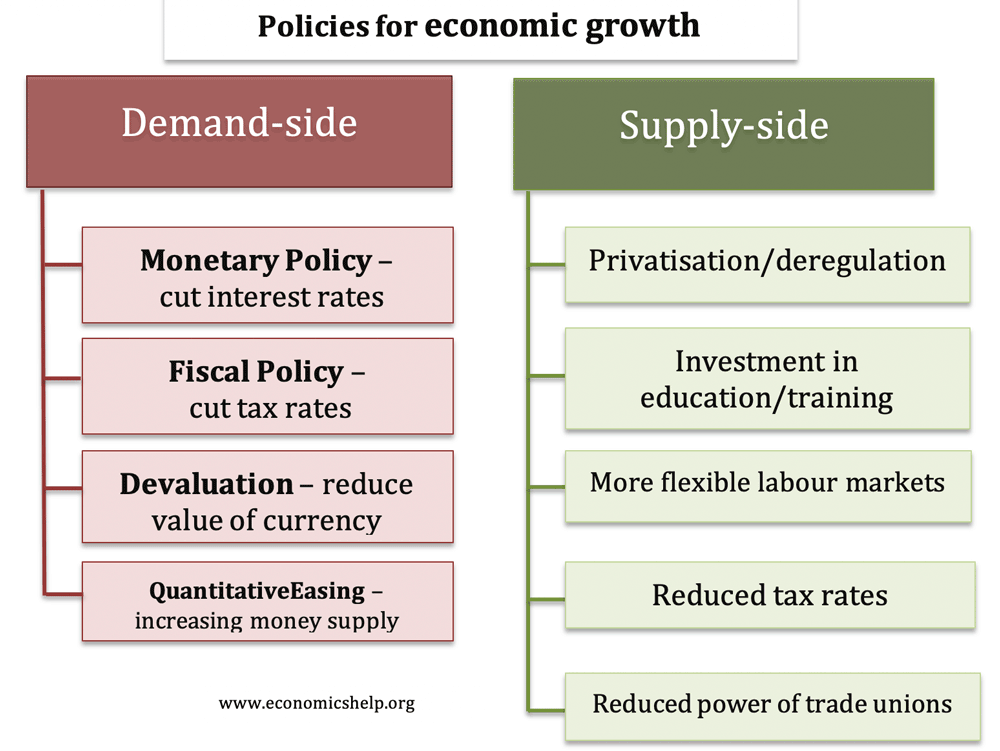 Policies for economic growth
Demand-side
Monetary Policy –
cut interest rates
Fiscal Policy –
cut tax rates
Devaluation – reduce
value of currency
QuantitativeEasing –
increasing money supply
www.economicshelp.org
Supply-side
Privatisation/deregulation
Investment in
education/training
More flexible labour markets
Reduced tax rates
Reduced power of trade unions